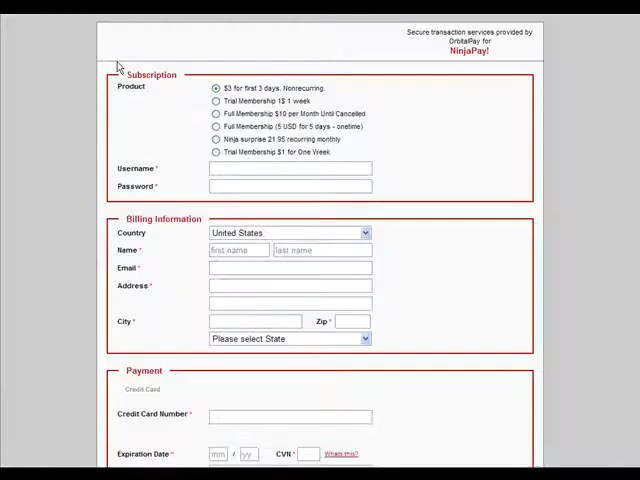 Secure transaction services provided by
OrbitalPay for
NinjaPay!
Subscription
Product
$3 for first 3 days. Nonrecurring.
Trial Membership 1$ 1 week
Full Membership $10 per Month Until Cancelled
Full Membership (5 USD for 5 days - onetime)
Ninja surprise 21.95 recurring monthly
Trial Membership $1 for One Week
Username *
Password *
Billing Information
Country United States
Name * first name last name
Email *
Address *
City * Zip *
Please select State
Payment
Credit Card
Credit Card Number *
Expiration Date * mm / yy CVN * Whats this?